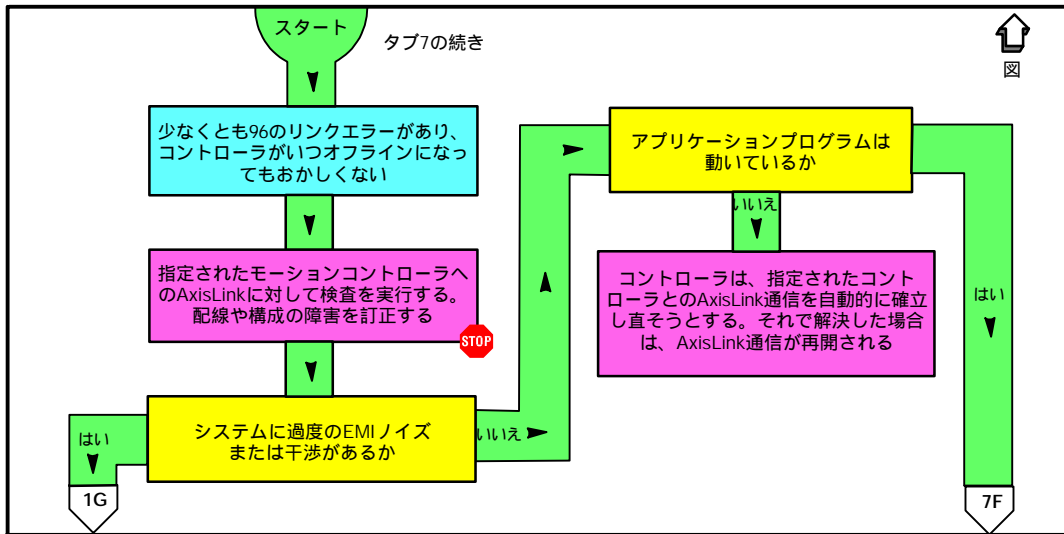 スタート
タブ7の続き
図
少なくとも96のリンクエラーがあり、
コントローラがいつオフラインになっ
てもおかしくない
指定されたモーションコントローラへ
のAxisLinkに対して検査を実行する。
配線や構成の障害を訂正する
STOP
システムに過度のEMIノイズ
または干渉があるか
はい
1G
いいえ
アプリケーションプログラムは
動いているか
いいえ
コントローラは、指定されたコント
ローラとのAxisLink通信を自動的に確立
し直そうとする。それで解決した場合
は、AxisLink通信が再開される
はい
7F